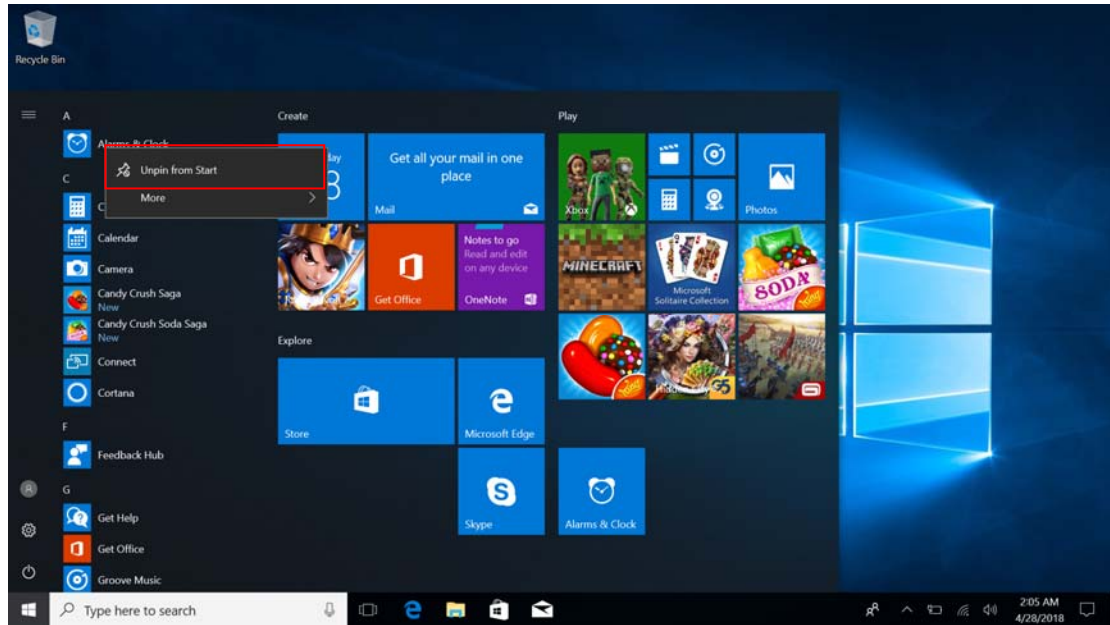 Recycle Bin
A
Create
Play
Alarms & Clock
Get all your mail in one
place
Unpin from Start
C
More
Mail
Xbox
Photos
Calendar
Notes to go
Read and edit
on any device
MINECRAFT
Camera
Candy Crush Saga
New
Get Office
OneNote
Microsoft
Solitaire Collection
SODA
King
Candy Crush Soda Saga
New
Explore
Connect
Cortana
King
G5
Store
Microsoft Edge
F
Feedback Hub
G
Get Help
Skype
Alarms & Clock
Get Office
Groove Music
Type here to search
2:05 AM
4/28/2018